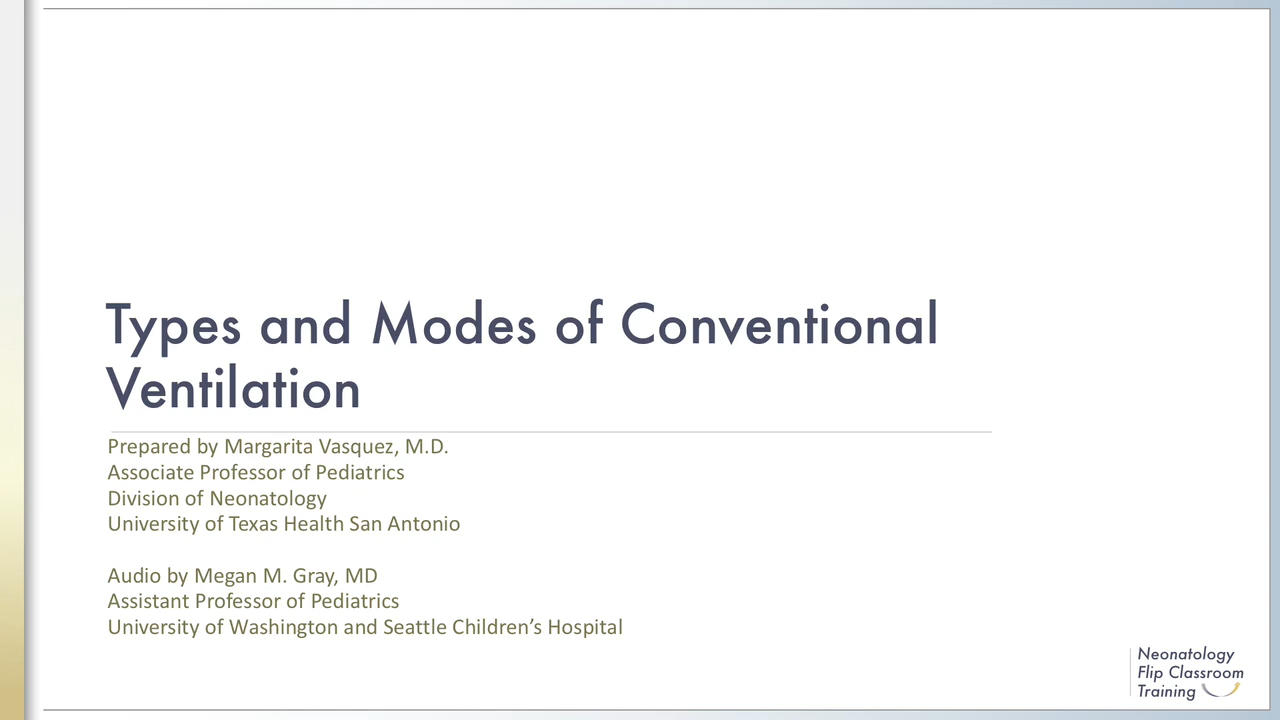 Types and Modes of Conventional
Ventilation
Prepared by Margarita Vasquez, M.D.
Associate Professor of Pediatrics
Division of Neonatology
University of Texas Health San Antonio
Audio by Megan M. Gray, MD
Assistant Professor of Pediatrics
University of Washington and Seattle Children’s Hospital
Neonatology
Flip Classroom
Training